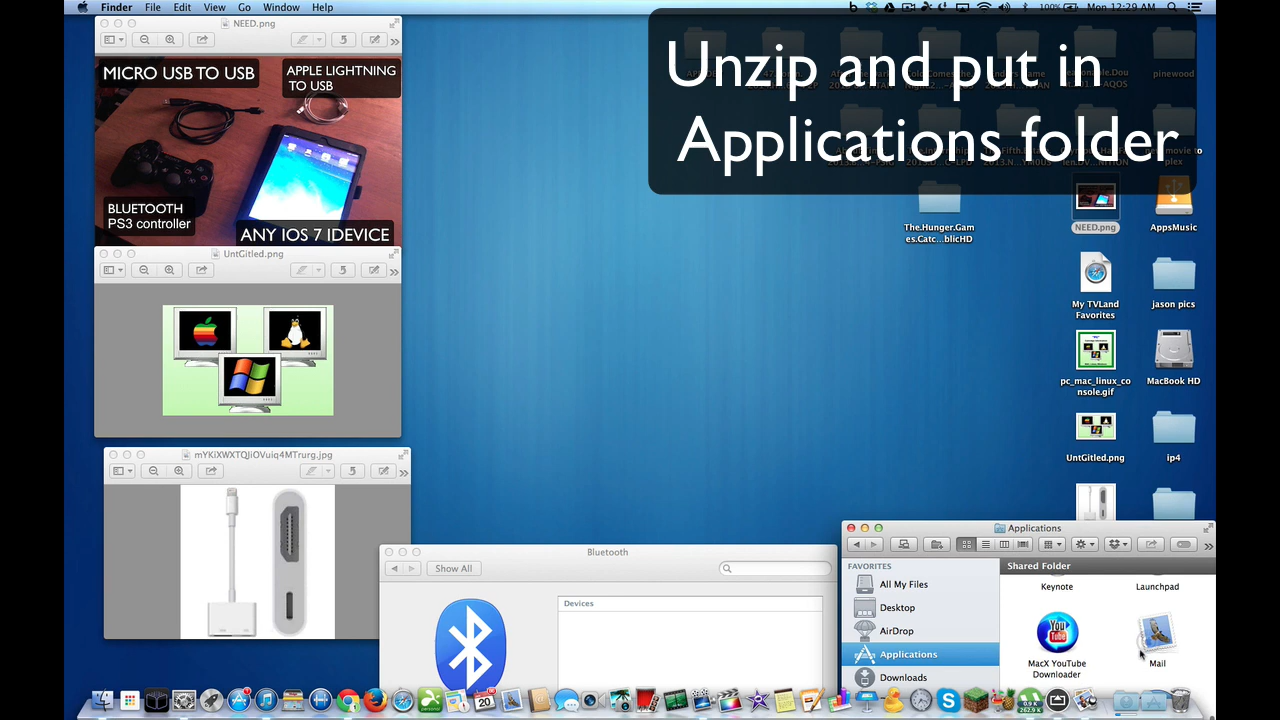 Finder File Edit View Go Window Help
100% Mon 12:29 AM
Unzip and put in
Applications folder
NEED.png
MICRO USB TO USB
APPLE LIGHTNING
TO USB
BLUETOOTH
PS3 controller
ANY IOS 7 IDEVICE
UntGitled.png
mYKiXWXTQJiOVuiq4MTrurg.jpg
pinewood
The.Hunger.Gam
es.Catc...blicHD
NEED.png
AppsMusic
My TVLand
Favorites
jason pics
pc_mac_linux_co
nsole.gif
MacBook HD
UntGitled.png
ip4
Bluetooth
Show All
Devices
Applications
FAVORITES
All My Files
Desktop
AirDrop
Applications
Downloads
Shared Folder
Keynote
Launchpad
You
Tube
MacX YouTube
Downloader
Mail